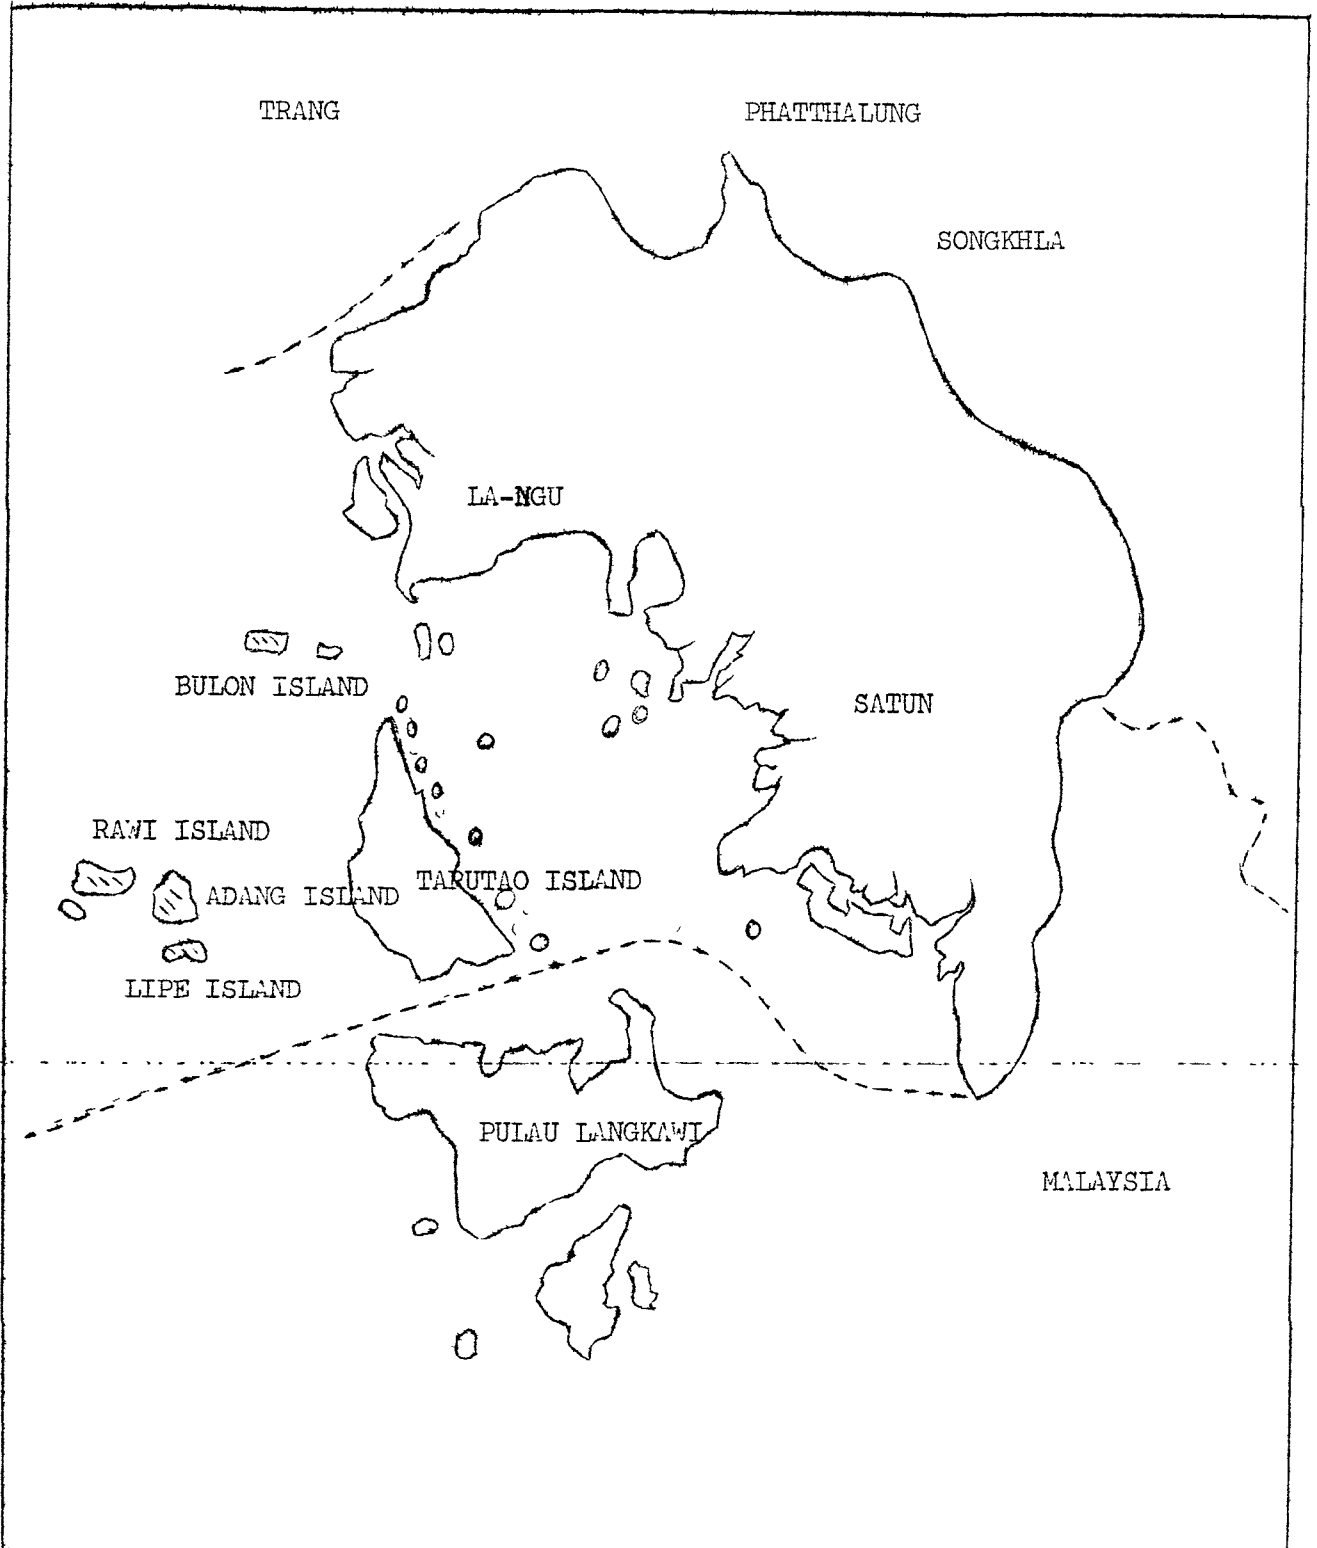 TRANG
PHATTHALUNG
SONGKHLA
LA-NGU
BULON ISLAND
SATUN
RAWI ISLAND
TARUTAO ISLAND
ADANG ISLAND
LIPE ISLAND
PULAU LANGKAWI
MALAYSIA